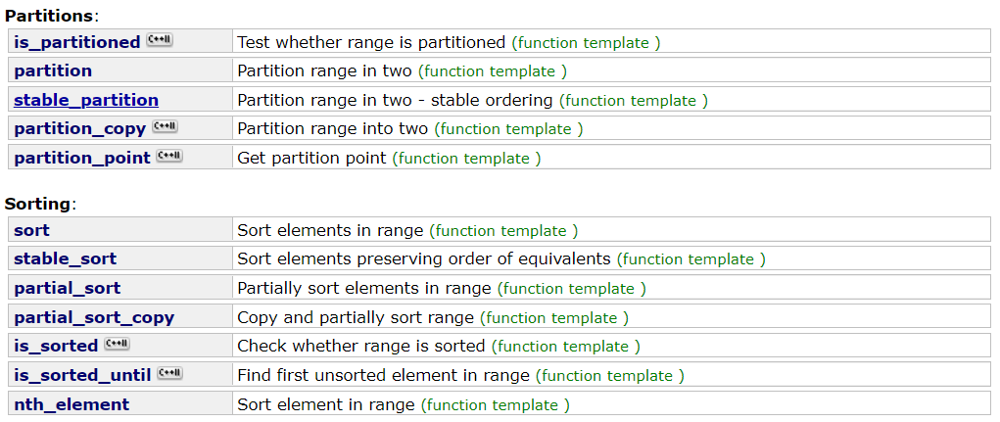 Partitions:
is_partitioned C++11 Test whether range is partitioned (function template )
partition Partition range in two (function template )
stable_partition Partition range in two - stable ordering (function template )
partition_copy C++11 Partition range into two (function template )
partition_point C++11 Get partition point (function template )
Sorting:
sort Sort elements in range (function template )
stable_sort Sort elements preserving order of equivalents (function template )
partial_sort Partially sort elements in range (function template )
partial_sort_copy Copy and partially sort range (function template )
is_sorted C++11 Check whether range is sorted (function template )
is_sorted_until C++11 Find first unsorted element in range (function template )
nth_element Sort element in range (function template )